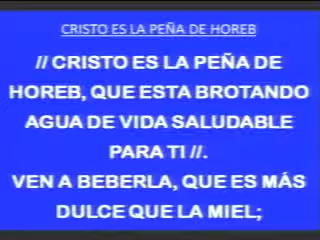 CRISTO ES LA PEÑA DE HOREB
// CRISTO ES LA PEÑA DE
HOREB, QUE ESTA BROTANDO
AGUA DE VIDA SALUDABLE
PARA TI //.
VEN A BEBERLA, QUE ES MÁS
DULCE QUE LA MIEL;